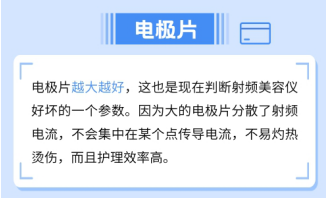 电极片
电极片越大越好，这也是现在判断射频美容仪
好坏的一个参数。因为大的电极片分散了射频
电流，不会集中在某个点传导电流，不易灼热
烫伤，而且护理效率高。